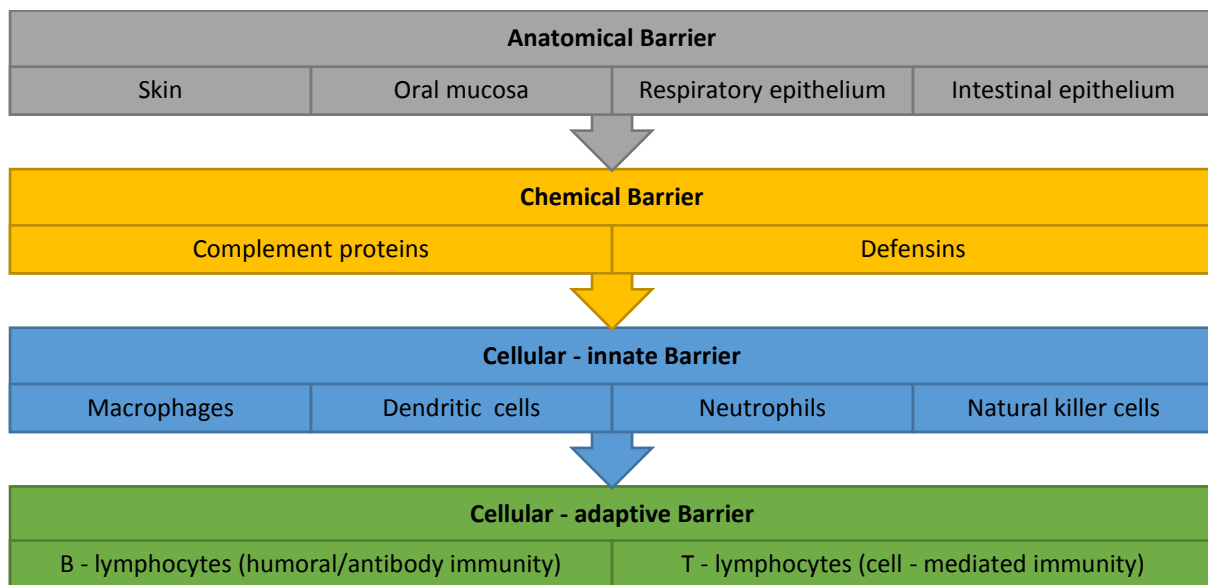 Anatomical Barrier
Skin
Oral mucosa
Respiratory epithelium
Intestinal epithelium
Chemical Barrier
Complement proteins
Defensins
Cellular - innate Barrier
Macrophages
Dendritic cells
Neutrophils
Natural killer cells
Cellular - adaptive Barrier
B - lymphocytes (humoral/antibody immunity)
T - lymphocytes (cell - mediated immunity)